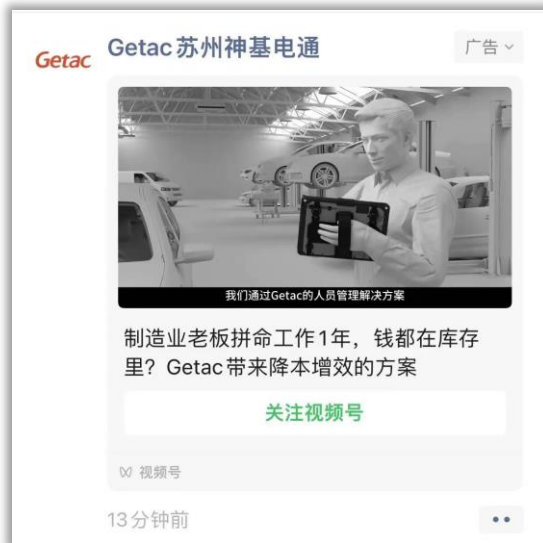 Getac
Getac苏州神基电通
广告
我们通过Getac的人员管理解决方案
制造业老板拼命工作1年，钱都在库存
里？Getac带来降本增效的方案
关注视频号
视频号
13分钟前